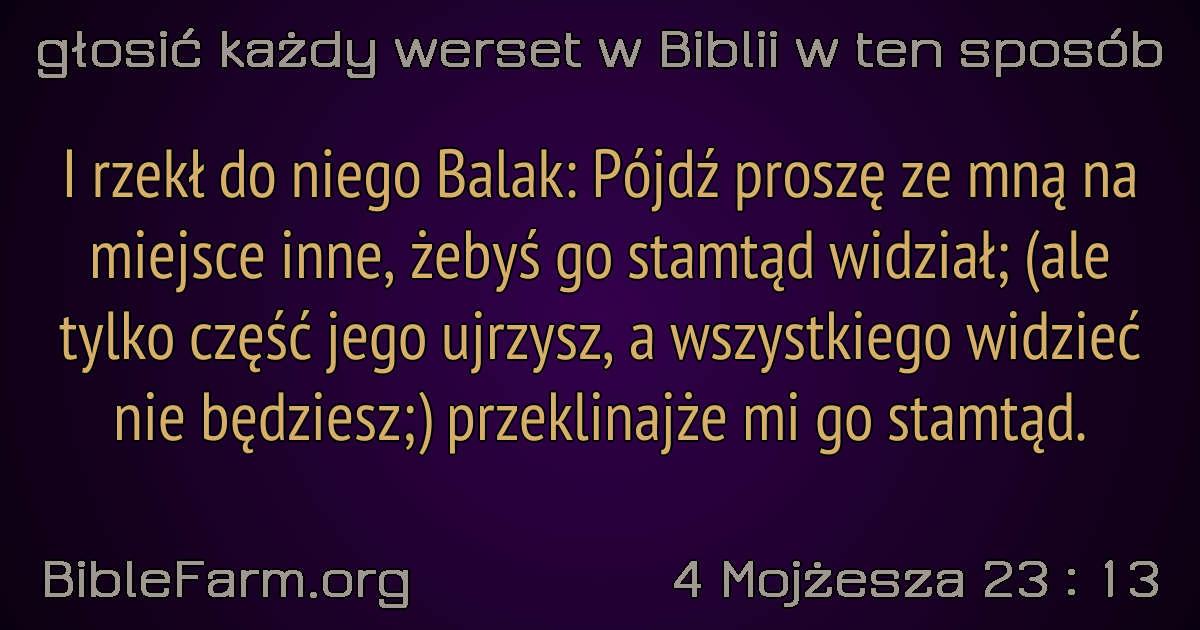 głosić każdy werset w Biblii w ten sposób
I rzekł do niego Balak: Pójdź proszę ze mną na
miejsce inne, żebyś go stamtąd widział; (ale
tylko część jego ujrzysz, a wszystkiego widzieć
nie będziesz;) przeklinajże mi go stamtąd.
BibleFarm.org
4 Mojżesza 23 : 13